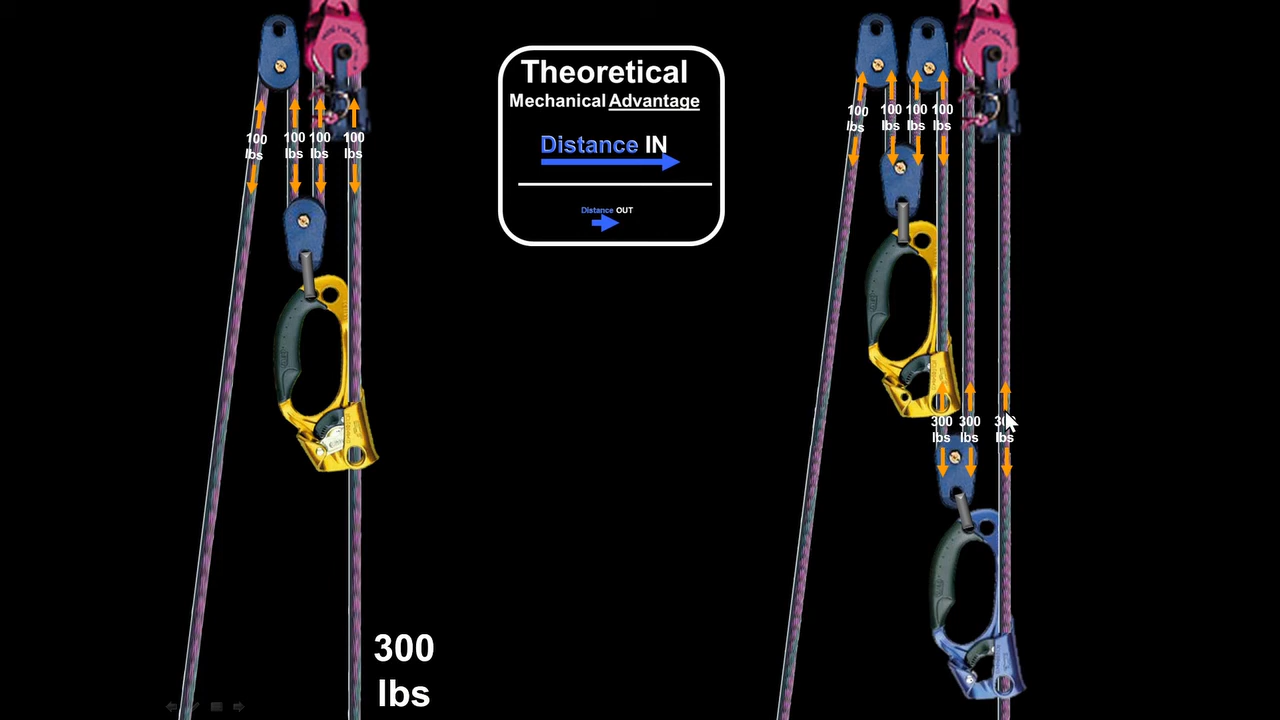 Theoretical
Mechanical Advantage
Distance IN
Distance OUT
100 100 100 100
lbs lbs lbs lbs
300
lbs
100 100 100 100
lbs lbs lbs lbs
300 300
lbs lbs lbs